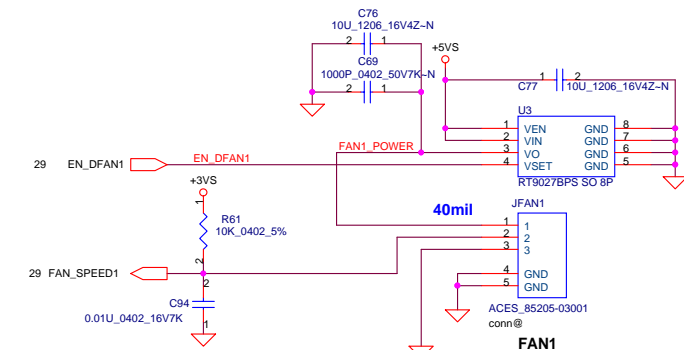 C76
10U_1206_16V4Z~N
2 1
C69
1000P_0402_50V7K~N
2 1
+5VS
C77 1 2 10U_1206_16V4Z~N
U3
1 VEN GND 8
2 VIN GND 7
3 VO GND 6
4 VSET GND 5
RT9027BPS SO 8P
FAN1_POWER
29 EN_DFAN1 EN_DFAN1
+3VS
1
R61
10K_0402_5%
2
40mil
JFAN1
1 1
2 2
3 3
4 GND
5 GND
29 FAN_SPEED1
2
C94
0.01U_0402_16V7K
1
ACES_85205-03001
conn@
FAN1